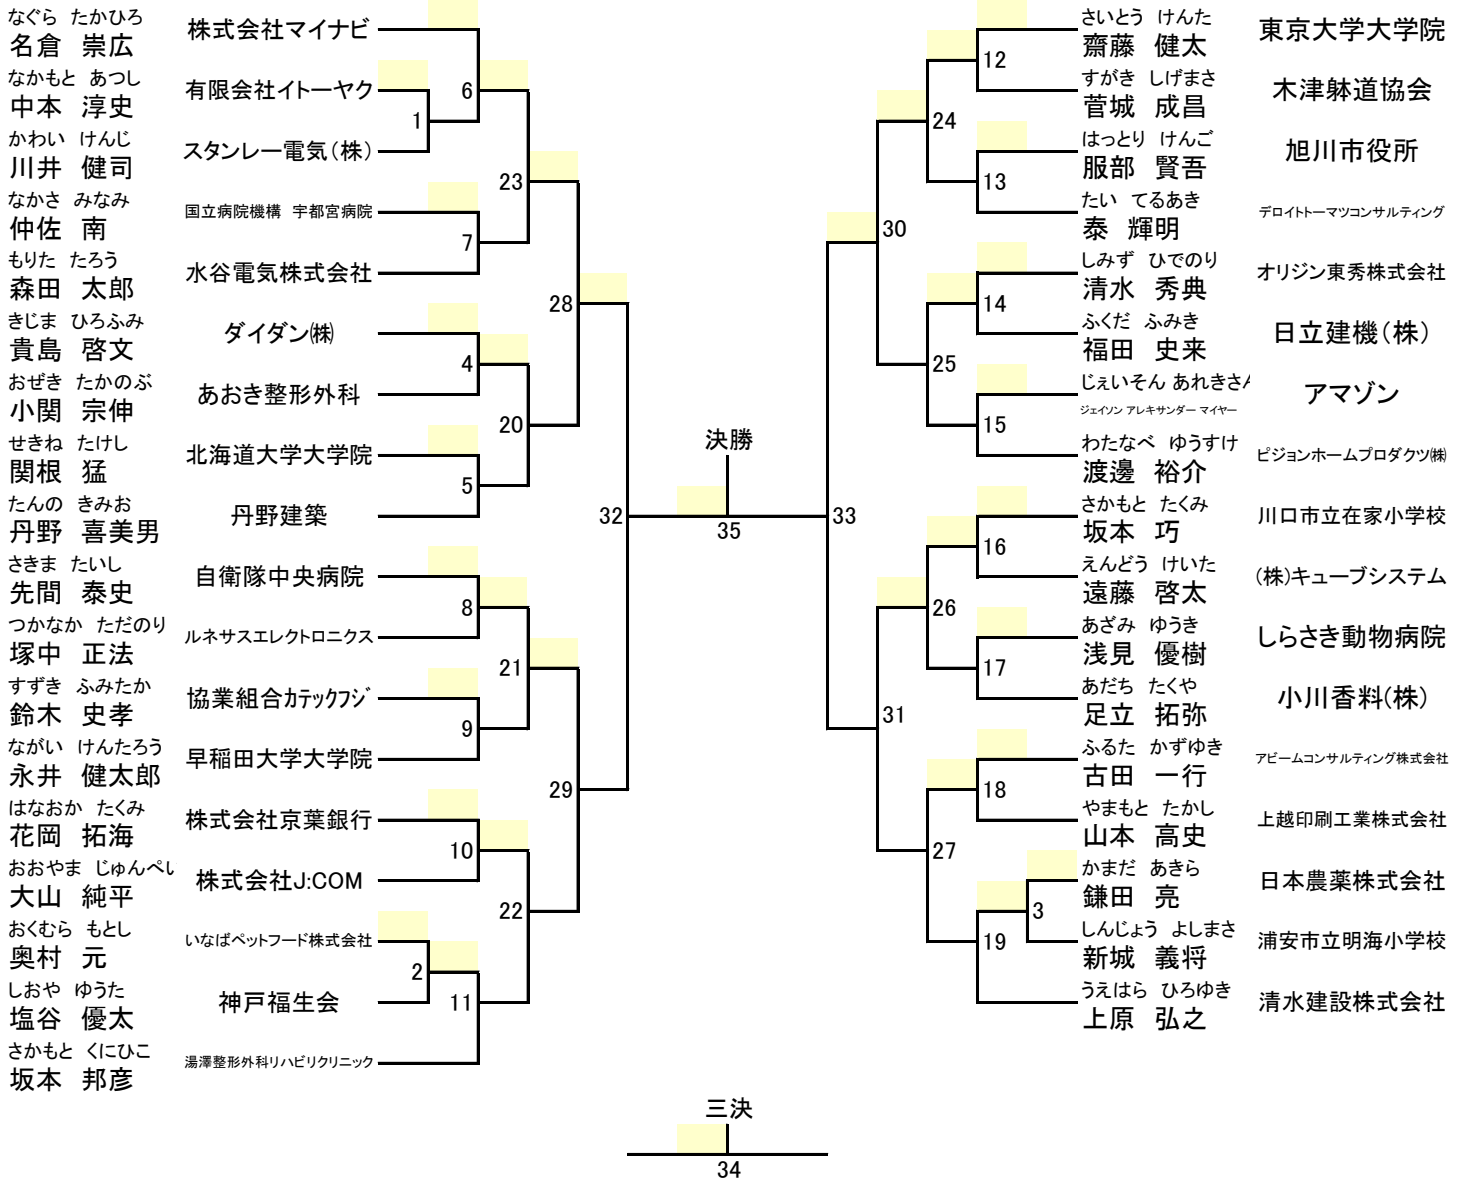 なぐら たかひろ
名倉 崇広 株式会社マイナビ
なかもと あつし
中本 淳史 有限会社イトーヤク
かわい けんじ
川井 健司 スタンレー電気(株)
なかさ みなみ
仲佐 南 国立病院機構 宇都宮病院
もりた たろう
森田 太郎 水谷電気株式会社
きじま ひろふみ
貴島 啓文 ダイダン㈱
おぜき たかのぶ
小関 宗伸 あおき整形外科
せきね たけし
関根 猛 北海道大学大学院
たんの きみお
丹野 喜美男 丹野建築
さきま たいし
先間 泰史 自衛隊中央病院
つかなか ただのり
塚中 正法 ルネサスエレクトロニクス
すずき ふみたか
鈴木 史孝 協業組合ｶﾃｯｸﾌｼﾞ
ながい けんたろう
永井 健太郎 早稲田大学大学院
はなおか たくみ
花岡 拓海 株式会社京葉銀行
おおやま じゅんぺい
大山 純平 株式会社J:COM
おくむら もとし
奥村 元 いなばペットフード株式会社
しおや ゆうた
塩谷 優太 神戸福生会
さかもと くにひこ
坂本 邦彦 湯澤整形外科リハビリクリニック
6
1
23
7
28
4
20
5
32
8
21
9
29
10
22
2
11
決勝
35
三決
34
33
12
24
13
30
14
25
15
16
26
17
31
18
27
3
19
さいとう けんた
齋藤 健太 東京大学大学院
すがき しげまさ
菅城 成昌 木津躰道協会
はっとり けんご
服部 賢吾 旭川市役所
たい てるあき
泰 輝明 デロイトトーマツコンサルティング
しみず ひでのり
清水 秀典 オリジン東秀株式会社
ふくだ ふみき
福田 史来 日立建機(株)
じぇいそん あれきさん
ジェイソン アレキサンダー マイヤー アマゾン
わたなべ ゆうすけ
渡邊 裕介 ピジョンホームプロダクツ㈱
さかもと たくみ
坂本 巧 川口市立在家小学校
えんどう けいた
遠藤 啓太 (株)キューブシステム
あざみ ゆうき
浅見 優樹 しらさき動物病院
あだち たくや
足立 拓弥 小川香料(株)
ふるた かずゆき
古田 一行 アビームコンサルティング株式会社
やまもと たかし
山本 高史 上越印刷工業株式会社
かまだ あきら
鎌田 亮 日本農薬株式会社
しんじょう よしまさ
新城 義将 浦安市立明海小学校
うえはら ひろゆき
上原 弘之 清水建設株式会社